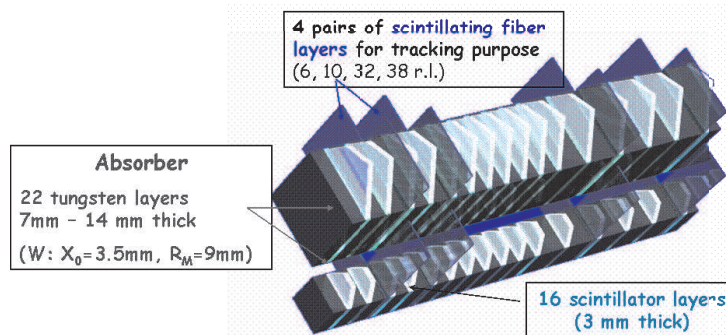 4 pairs of scintillating fiber
layers for tracking purpose
(6, 10, 32, 38 r.l.)
Absorber
22 tungsten layers
7mm – 14 mm thick
(W: X₀=3.5mm, R_M=9mm)
16 scintillator layers
(3 mm thick)